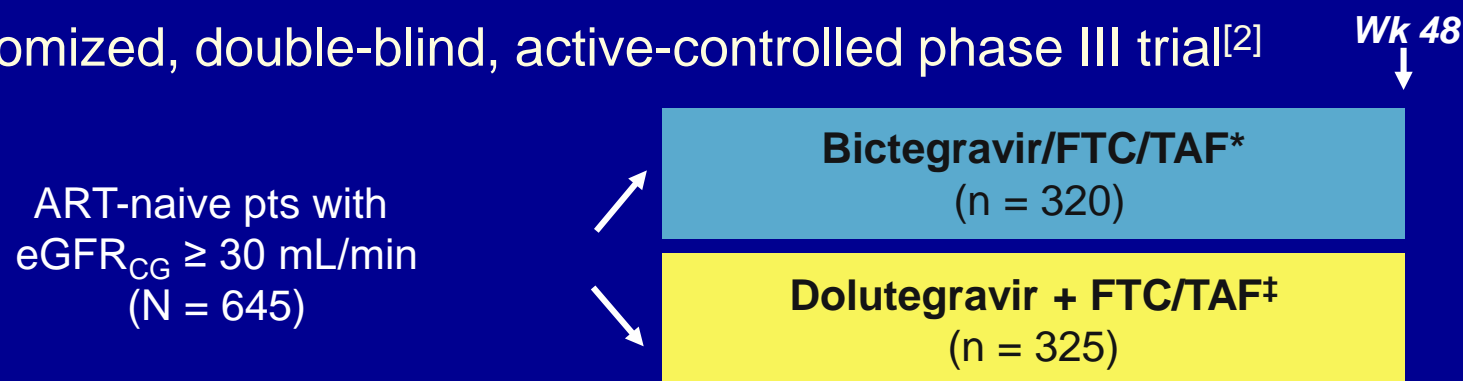 omized, double-blind, active-controlled phase III trial[2]
Wk 48
Bictegravir/FTC/TAF*
(n = 320)
ART-naive pts with
eGFRCG ≥ 30 mL/min
(N = 645)
Dolutegravir + FTC/TAF‡
(n = 325)